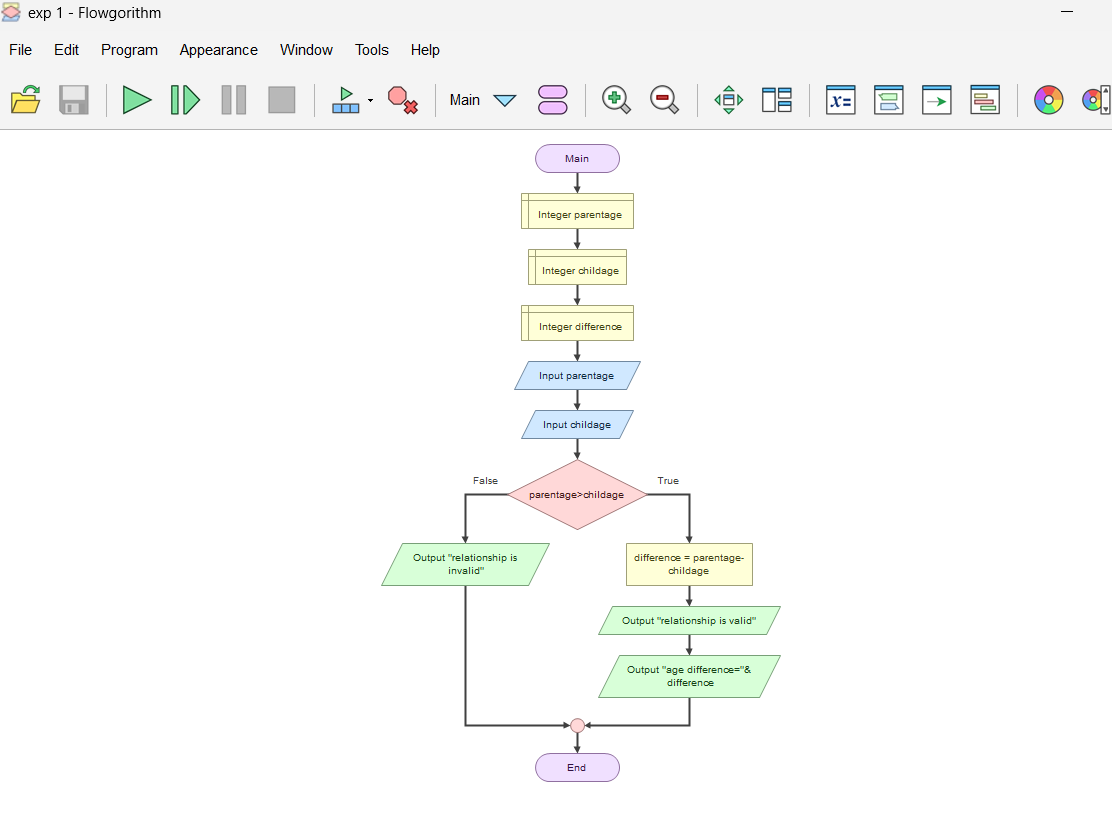 exp 1 - Flowgorithm
File Edit Program Appearance Window Tools Help
Main
x=
Main
Integer parentage
Integer childage
Integer difference
Input parentage
Input childage
False
True
parentage>childage
Output "relationship is
invalid"
difference = parentage-
childage
Output "relationship is valid"
Output "age difference="&
difference
End